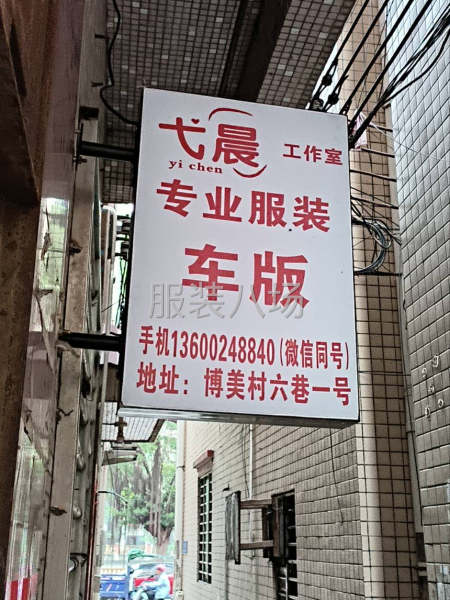 弋晨 工作室
yi chen
专业服装
车版
服装八场
手机13600248840(微信同号)
地址：博美村六巷一号